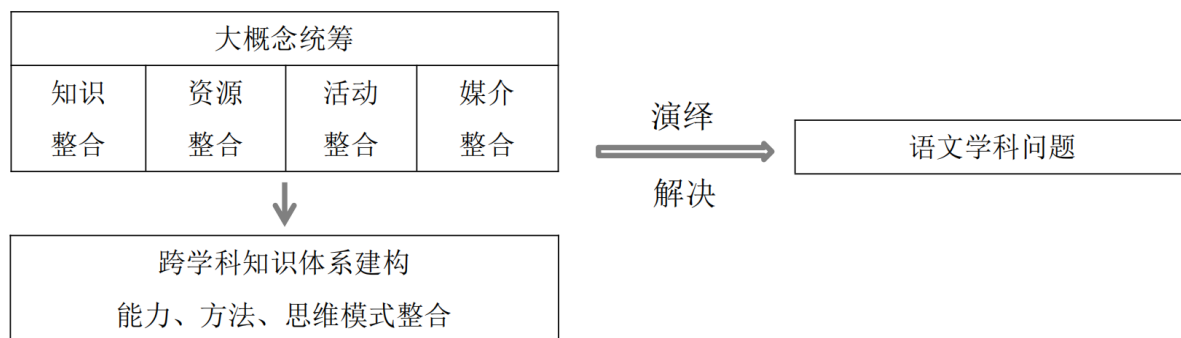 大概念统筹
知识 资源 活动 媒介
整合 整合 整合 整合
演绎
解决
语文学科问题
跨学科知识体系建构
能力、方法、思维模式整合